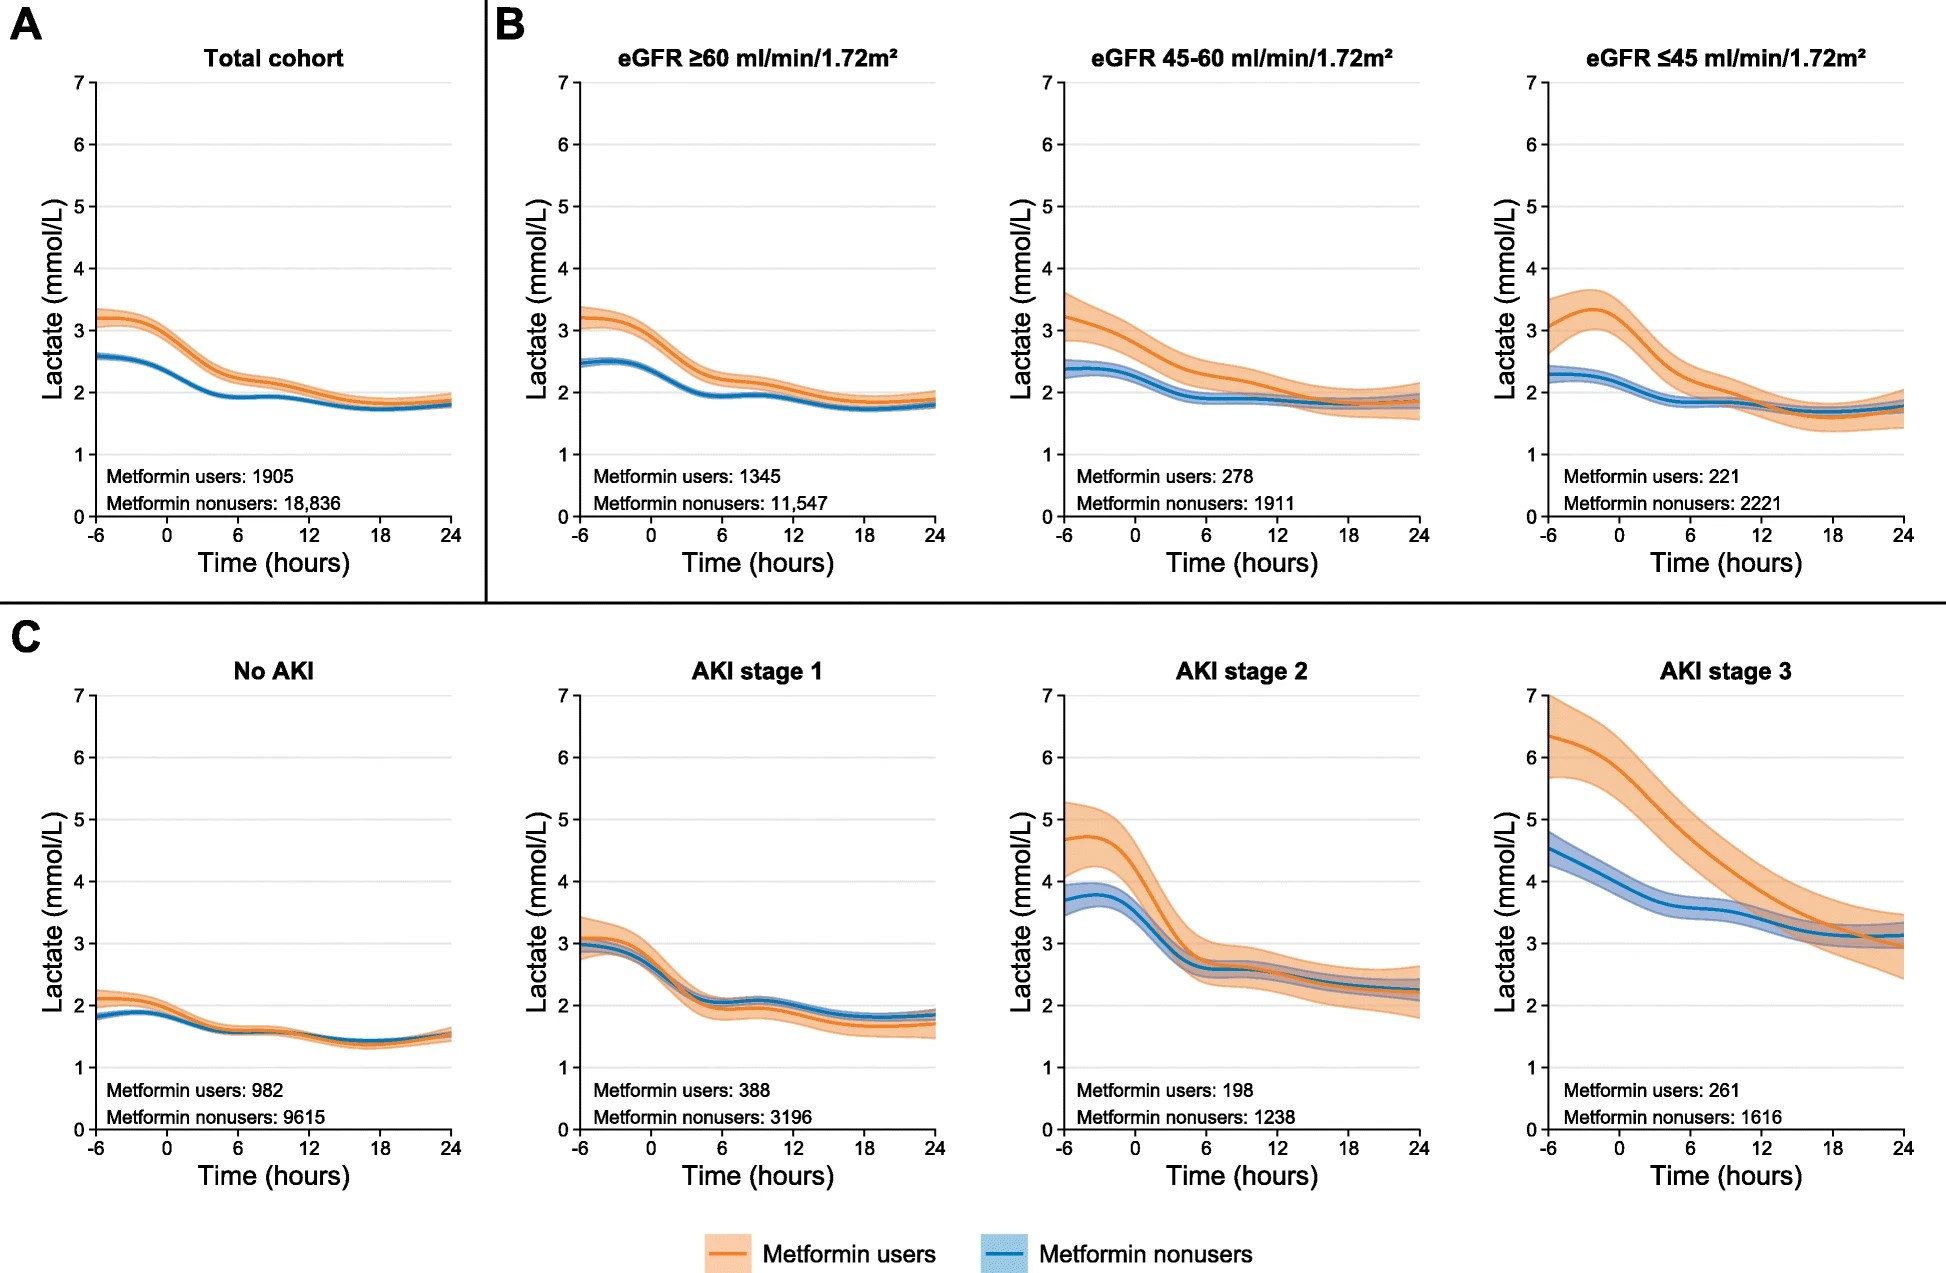 A
B
Total cohort
eGFR ≥60 ml/min/1.72m²
eGFR 45-60 ml/min/1.72m²
eGFR ≤45 ml/min/1.72m²
Lactate (mmol/L)
7
6
5
4
3
2
1
0
Metformin users: 1905
Metformin nonusers: 18,836
-6 0 6 12 18 24
Time (hours)
Lactate (mmol/L)
7
6
5
4
3
2
1
0
Metformin users: 1345
Metformin nonusers: 11,547
-6 0 6 12 18 24
Time (hours)
Lactate (mmol/L)
7
6
5
4
3
2
1
0
Metformin users: 278
Metformin nonusers: 1911
-6 0 6 12 18 24
Time (hours)
Lactate (mmol/L)
7
6
5
4
3
2
1
0
Metformin users: 221
Metformin nonusers: 2221
-6 0 6 12 18 24
Time (hours)
C
No AKI
AKI stage 1
AKI stage 2
AKI stage 3
Lactate (mmol/L)
7
6
5
4
3
2
1
0
Metformin users: 982
Metformin nonusers: 9615
-6 0 6 12 18 24
Time (hours)
Lactate (mmol/L)
7
6
5
4
3
2
1
0
Metformin users: 388
Metformin nonusers: 3196
-6 0 6 12 18 24
Time (hours)
Lactate (mmol/L)
7
6
5
4
3
2
1
0
Metformin users: 198
Metformin nonusers: 1238
-6 0 6 12 18 24
Time (hours)
Lactate (mmol/L)
7
6
5
4
3
2
1
0
Metformin users: 261
Metformin nonusers: 1616
-6 0 6 12 18 24
Time (hours)
Metformin users
Metformin nonusers